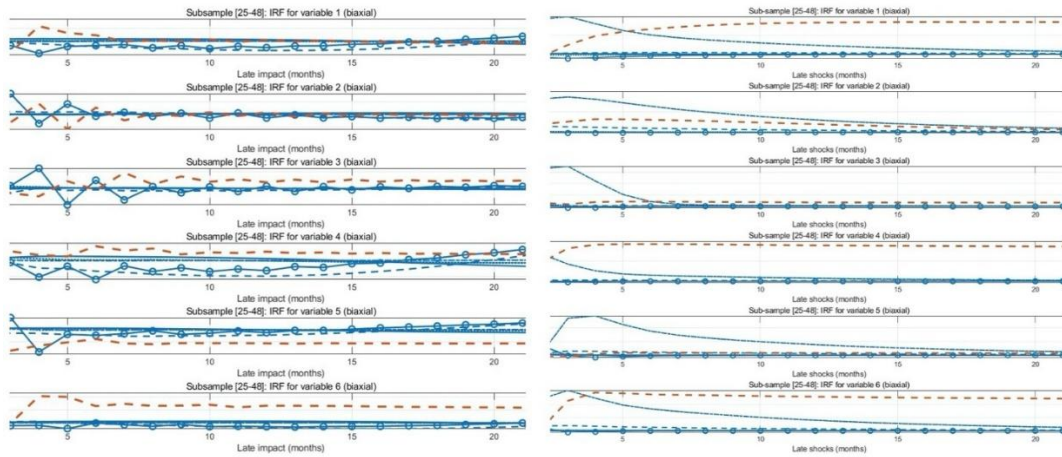 Subsample [25-48]: IRF for variable 1 (biaxial)
5 10 15 20
Late impact (months)
Subsample [25-48]: IRF for variable 2 (biaxial)
5 10 15 20
Late impact (months)
Subsample [25-48]: IRF for variable 3 (biaxial)
5 10 15 20
Late impact (months)
Subsample [25-48]: IRF for variable 4 (biaxial)
5 10 15 20
Late impact (months)
Subsample [25-48]: IRF for variable 5 (biaxial)
5 10 15 20
Late impact (months)
Subsample [25-48]: IRF for variable 6 (biaxial)
5 10 15 20
Late impact (months)
Sub-sample [25-48]: IRF for variable 1 (biaxial)
5 10 15 20
Late shocks (months)
Sub-sample [25-48]: IRF for variable 2 (biaxial)
5 10 15 20
Late shocks (months)
Sub-sample [25-48]: IRF for variable 3 (biaxial)
5 10 15 20
Late shocks (months)
Sub-sample [25-48]: IRF for variable 4 (biaxial)
5 10 15 20
Late shocks (months)
Sub-sample [25-48]: IRF for variable 5 (biaxial)
5 10 15 20
Late shocks (months)
Sub-sample [25-48]: IRF for variable 6 (biaxial)
5 10 15 20
Late shocks (months)